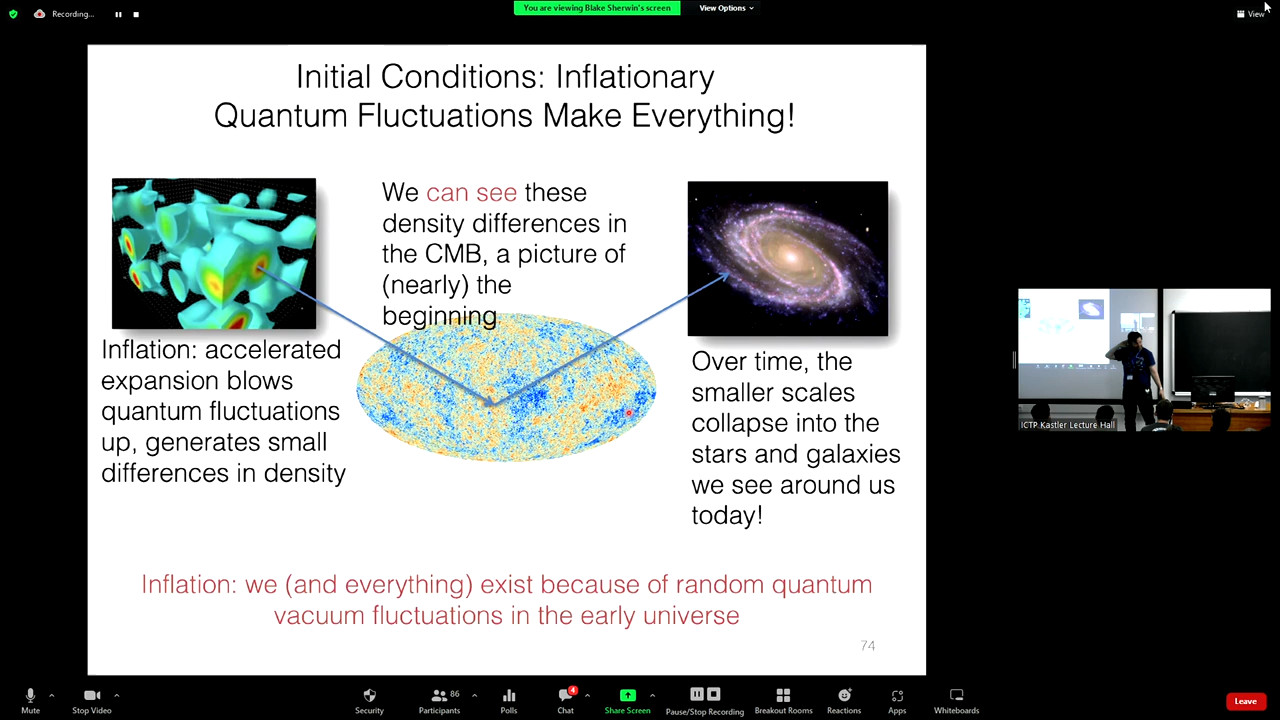 Recording...
You are viewing Blake Sherwin's screen
View Options
View
Initial Conditions: Inflationary
Quantum Fluctuations Make Everything!
We can see these
density differences in
the CMB, a picture of
(nearly) the
beginning
Inflation: accelerated
expansion blows
quantum fluctuations
up, generates small
differences in density
Over time, the
smaller scales
collapse into the
stars and galaxies
we see around us
today!
Inflation: we (and everything) exist because of random quantum
vacuum fluctuations in the early universe
74
ICTP Kastler Lecture Hall
Mute
Stop Video
Security
86
Participants
Polls
4
Chat
Share Screen
Pause/Stop Recording
Breakout Rooms
Reactions
Apps
Whiteboards
Leave